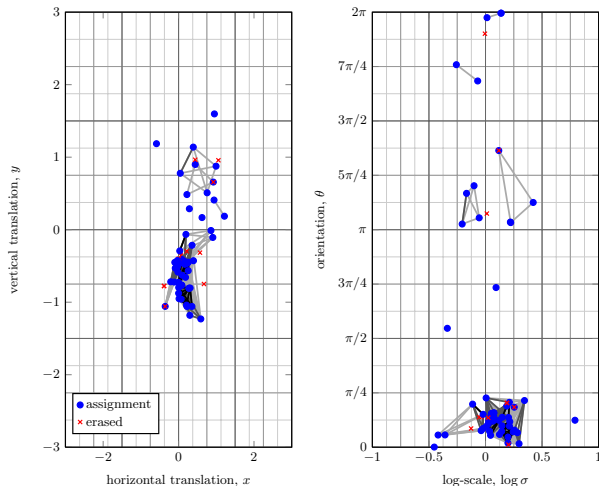 3
2
1
0
−1
−2
−3
−2
0
2
vertical translation, y
horizontal translation, x
assignment
erased
2π
7π/4
3π/2
5π/4
π
3π/4
π/2
π/4
0
−1
−0.5
0
0.5
1
orientation, θ
log-scale, log σ